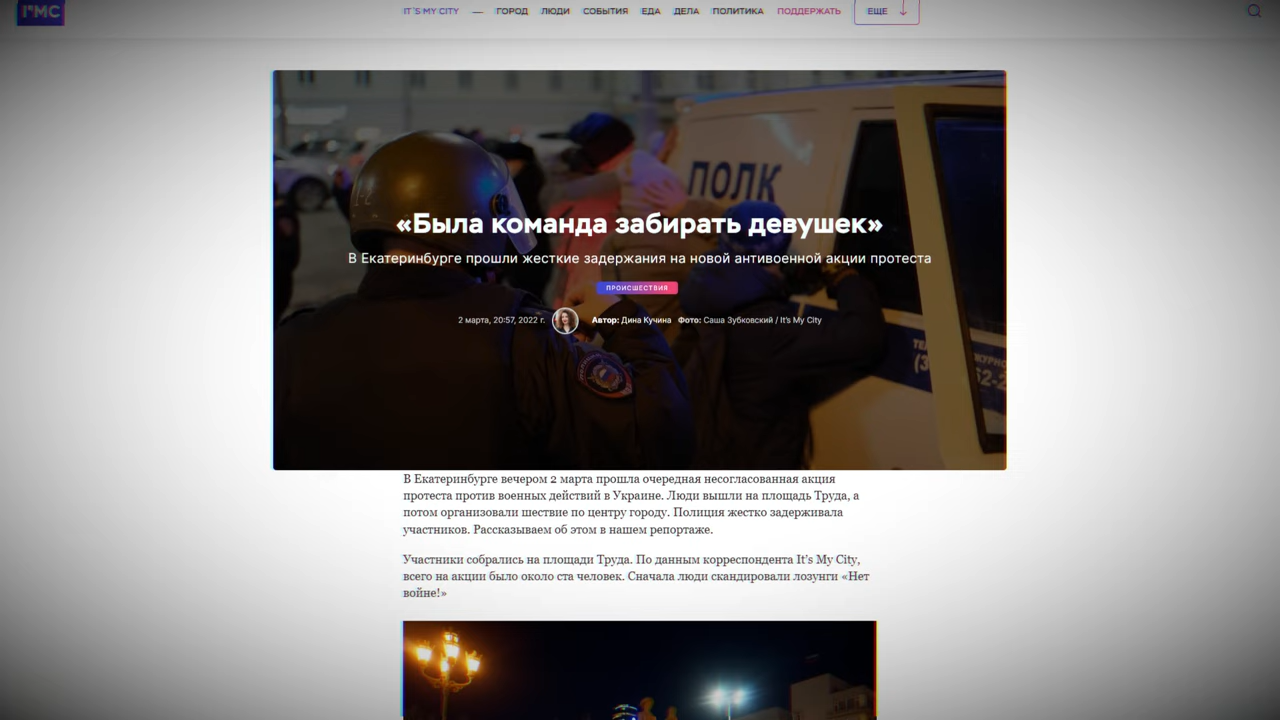 I*MC
IT`S MY CITY — ГОРОД ЛЮДИ СОБЫТИЯ ЕДА ДЕЛА ПОЛИТИКА ПОДДЕРЖАТЬ ЕЩЕ ↓
ПОЛК
«Была команда забирать девушек»
В Екатеринбурге прошли жесткие задержания на новой антивоенной акции протеста
ПРОИСШЕСТВИЯ
2 марта, 20:57, 2022 г. Автор: Дина Кучина Фото: Саша Зубковский / It's My City
В Екатеринбурге вечером 2 марта прошла очередная несогласованная акция
протеста против военных действий в Украине. Люди вышли на площадь Труда, а
потом организовали шествие по центру городу. Полиция жестко задерживала
участников. Рассказываем об этом в нашем репортаже.
Участники собрались на площади Труда. По данным корреспондента It's My City,
всего на акции было около ста человек. Сначала люди скандировали лозунги «Нет
войне!»